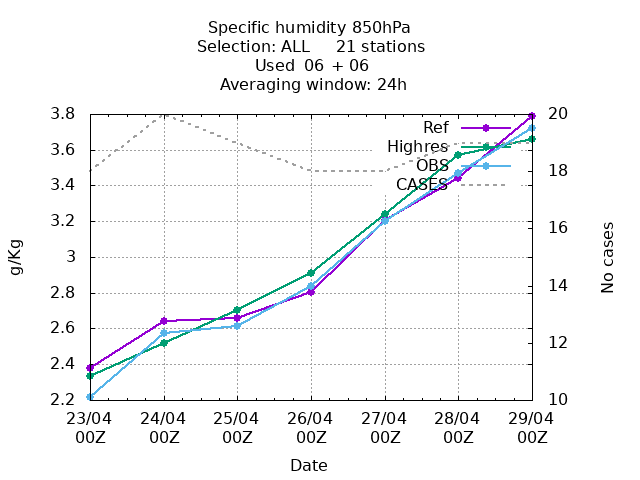 Specific humidity 850hPa
Selection: ALL 21 stations
Used 06 + 06
Averaging window: 24h
3.8
3.6
3.4
3.2
3
2.8
2.6
2.4
2.2
g/Kg
Ref
Highres
OBS
CASES
20
18
16
14
12
10
No cases
23/04 24/04 25/04 26/04 27/04 28/04 29/04
00Z 00Z 00Z 00Z 00Z 00Z 00Z
Date